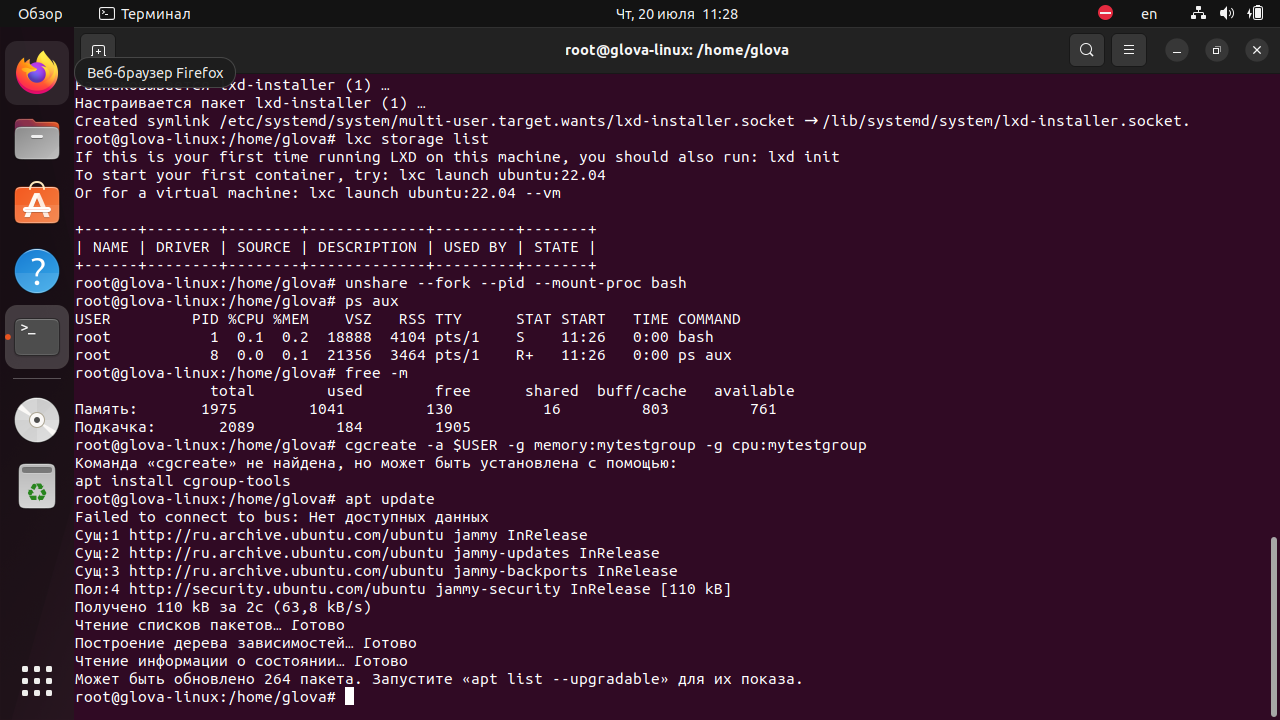 Обзор Терминал Чт, 20 июля 11:28 en
root@glova-linux: /home/glova
Веб-браузер Firefox
Распаковывается lxd-installer (1) …
Настраивается пакет lxd-installer (1) …
Created symlink /etc/systemd/system/multi-user.target.wants/lxd-installer.socket → /lib/systemd/system/lxd-installer.socket.
root@glova-linux:/home/glova# lxc storage list
If this is your first time running LXD on this machine, you should also run: lxd init
To start your first container, try: lxc launch ubuntu:22.04
Or for a virtual machine: lxc launch ubuntu:22.04 --vm
+------+--------+--------+-------------+---------+-------+
| NAME | DRIVER | SOURCE | DESCRIPTION | USED BY | STATE |
+------+--------+--------+-------------+---------+-------+
root@glova-linux:/home/glova# unshare --fork --pid --mount-proc bash
root@glova-linux:/home/glova# ps aux
USER         PID %CPU %MEM    VSZ   RSS TTY      STAT START   TIME COMMAND
root           1  0.1  0.2  18888  4104 pts/1    S    11:26   0:00 bash
root           8  0.0  0.1  21356  3464 pts/1    R+   11:26   0:00 ps aux
root@glova-linux:/home/glova# free -m
               total        used        free      shared  buff/cache   available
Память:       1975        1041         130          16         803         761
Подкачка:       2089         184        1905
root@glova-linux:/home/glova# cgcreate -a $USER -g memory:mytestgroup -g cpu:mytestgroup
Команда «cgcreate» не найдена, но может быть установлена с помощью:
apt install cgroup-tools
root@glova-linux:/home/glova# apt update
Failed to connect to bus: Нет доступных данных
Сущ:1 http://ru.archive.ubuntu.com/ubuntu jammy InRelease
Сущ:2 http://ru.archive.ubuntu.com/ubuntu jammy-updates InRelease
Сущ:3 http://ru.archive.ubuntu.com/ubuntu jammy-backports InRelease
Пол:4 http://security.ubuntu.com/ubuntu jammy-security InRelease [110 kB]
Получено 110 kB за 2с (63,8 kB/s)
Чтение списков пакетов… Готово
Построение дерева зависимостей… Готово
Чтение информации о состоянии… Готово
Может быть обновлено 264 пакета. Запустите «apt list --upgradable» для их показа.
root@glova-linux:/home/glova#